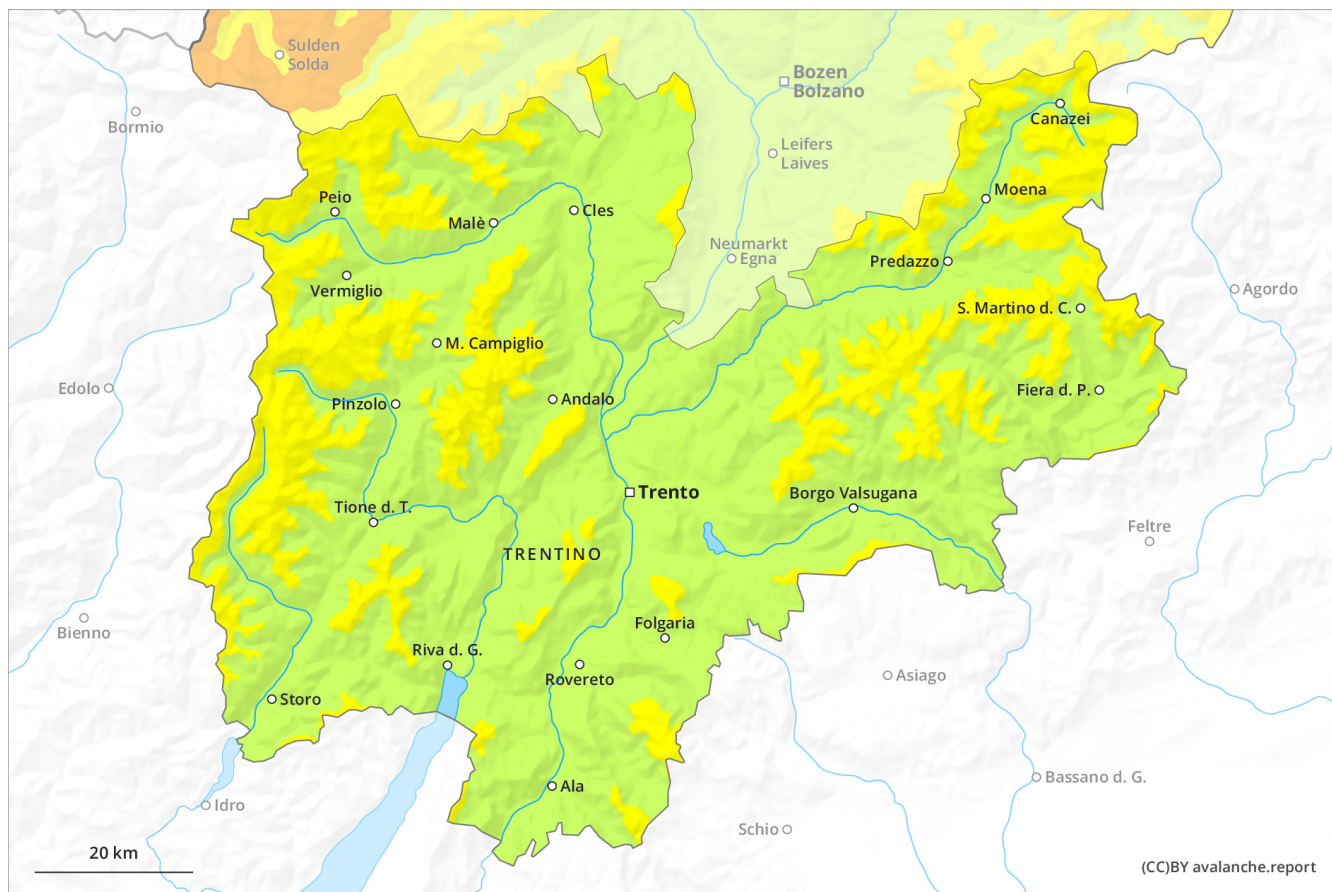 Sulden
Solda
Bozen
Bolzano
Bormio
Canazei
Leifers
Laives
Peio
Moena
Malè
Cles
Neumarkt
Egna
Predazzo
Vermiglio
Agordo
S. Martino d. C.
M. Campiglio
Edolo
Fiera d. P.
Pinzolo
Andalo
Trento
Borgo Valsugana
Tione d. T.
Feltre
TRENTINO
Bienno
Folgaria
Riva d. G.
Asiago
Rovereto
Storo
Bassano d. G.
Ala
Idro
Schio
20 km
(CC)BY avalanche.report